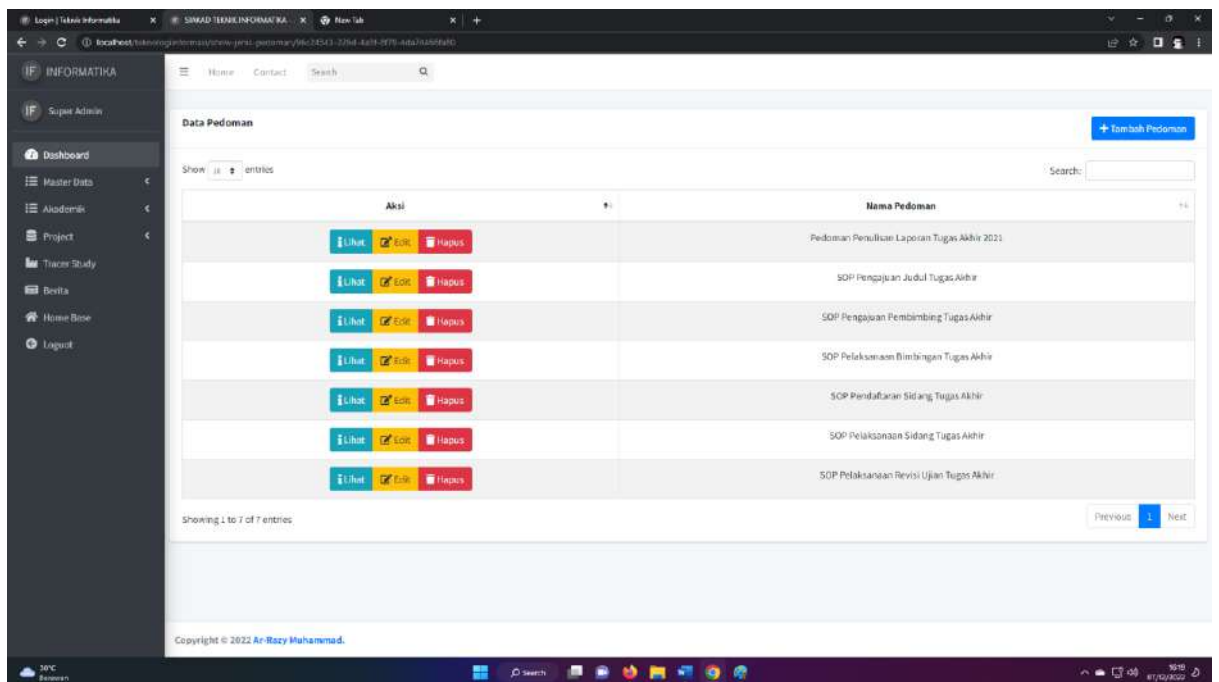 Login | Teknik Informatika
SIAKAD TEKNIK INFORMATIKA
New Tab
IF INFORMATIKA
Home Contact Search
IF Super Admin
Data Pedoman
+ Tambah Pedoman
Dashboard
Show entries
Search:
Master Data
Aksi Nama Pedoman
Akademik
Project
Tracer Study
Berita
Home Base
Logout
Lihat Edit Hapus Pedoman Penulisan Laporan Tugas Akhir 2021
Lihat Edit Hapus SOP Pengajuan Judul Tugas Akhir
Lihat Edit Hapus SOP Pengajuan Pembimbing Tugas Akhir
Lihat Edit Hapus SOP Pelaksanaan Bimbingan Tugas Akhir
Lihat Edit Hapus SOP Pendaftaran Sidang Tugas Akhir
Lihat Edit Hapus SOP Pelaksanaan Sidang Tugas Akhir
Lihat Edit Hapus SOP Pelaksanaan Revisi Ujian Tugas Akhir
Showing 1 to 7 of 7 entries
Previous 1 Next
Copyright © 2022 Ar-Razy Muhammad.
30°C
Berawan
Search